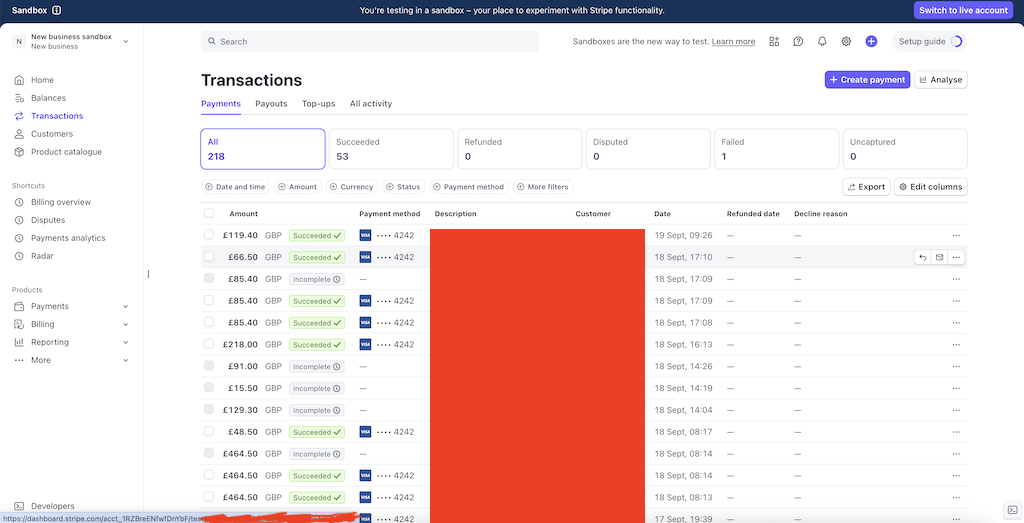 Sandbox
You're testing in a sandbox – your place to experiment with Stripe functionality.
Switch to live account
N
New business sandbox
New business
Search
Sandboxes are the new way to test. Learn more
Setup guide
Home
Balances
Transactions
Customers
Product catalogue
Shortcuts
Billing overview
Disputes
Payments analytics
Radar
Products
Payments
Billing
Reporting
More
Developers
Transactions
Create payment
Analyse
Payments Payouts Top-ups All activity
All
218
Succeeded
53
Refunded
0
Disputed
0
Failed
1
Uncaptured
0
Date and time Amount Currency Status Payment method More filters
Export
Edit columns
Amount Payment method Description Customer Date Refunded date Decline reason
£119.40 GBP Succeeded VISA •••• 4242 19 Sept, 09:26 — —
£66.50 GBP Succeeded VISA •••• 4242 18 Sept, 17:10 — —
£85.40 GBP Incomplete — 18 Sept, 17:09 — —
£85.40 GBP Succeeded VISA •••• 4242 18 Sept, 17:09 — —
£85.40 GBP Succeeded VISA •••• 4242 18 Sept, 17:08 — —
£218.00 GBP Succeeded VISA •••• 4242 18 Sept, 16:13 — —
£91.00 GBP Incomplete — 18 Sept, 14:26 — —
£15.50 GBP Incomplete — 18 Sept, 14:19 — —
£129.30 GBP Incomplete — 18 Sept, 14:04 — —
£48.50 GBP Succeeded VISA •••• 4242 18 Sept, 08:17 — —
£464.50 GBP Incomplete — 18 Sept, 08:14 — —
£464.50 GBP Succeeded VISA •••• 4242 18 Sept, 08:14 — —
£464.50 GBP Succeeded VISA •••• 4242 18 Sept, 08:13 — —
VISA •••• 4242 17 Sept, 19:39 — —
https://dashboard.stripe.com/acct_1RZBreENfwfDnYbF/test